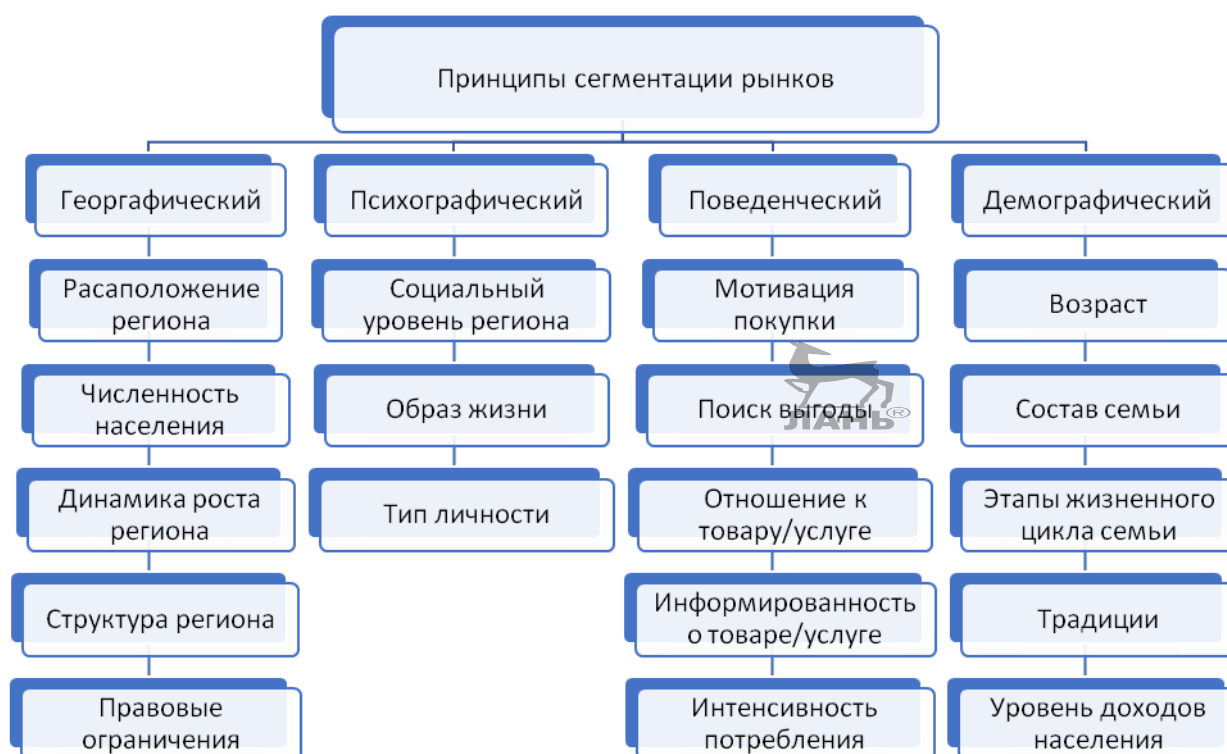 Принципы сегментации рынков
Георгафический
Расаположение
региона
Численность
населения
Динамика роста
региона
Структура региона
Правовые
ограничения
Психографический
Социальный
уровень региона
Образ жизни
Тип личности
Поведенческий
Мотивация
покупки
Поиск выгоды
ЛАНЬ®
Отношение к
товару/услуге
Информированность
о товаре/услуге
Интенсивность
потребления
Демографический
Возраст
Состав семьи
Этапы жизненного
цикла семьи
Традиции
Уровень доходов
населения